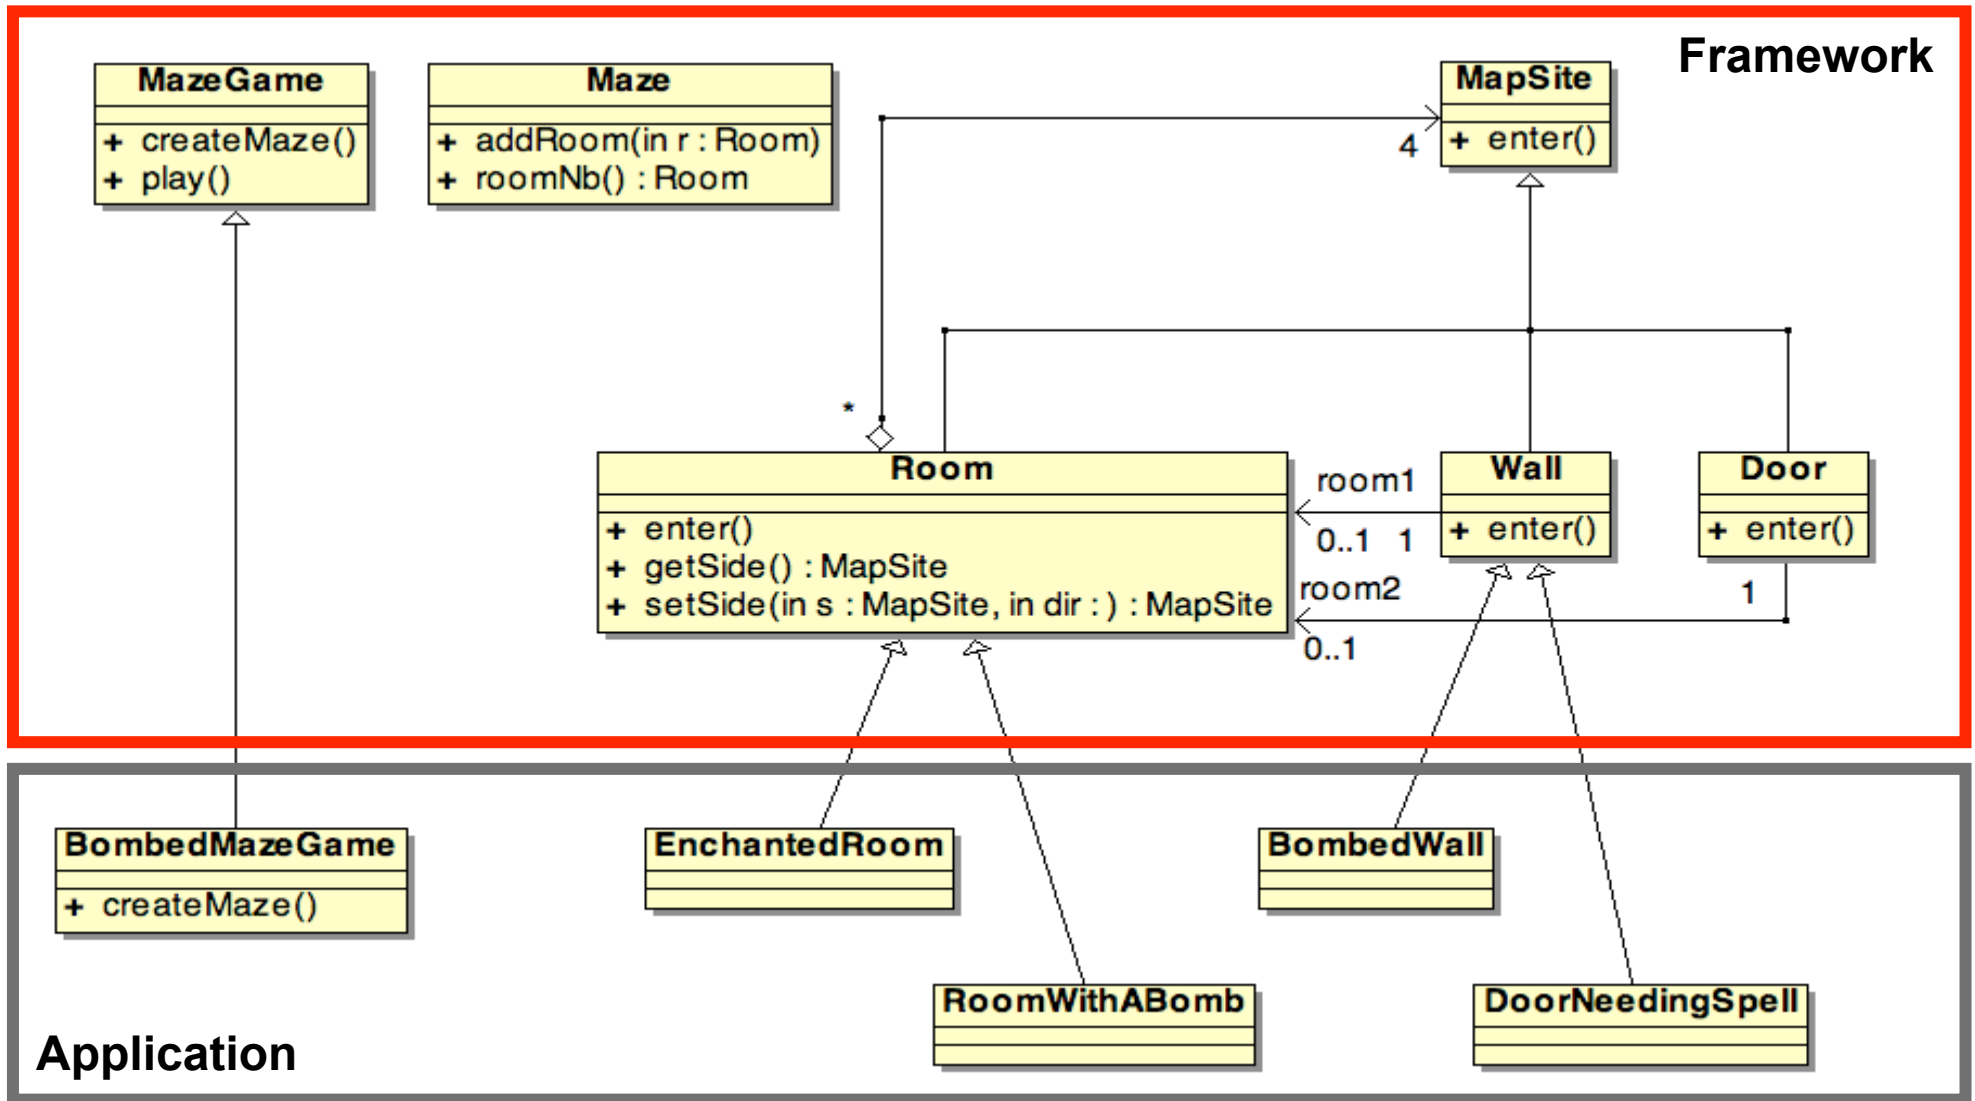 Framework
MazeGame
+ createMaze()
+ play()
Maze
+ addRoom(in r : Room)
+ roomNb() : Room
MapSite
+ enter()
4
*
Room
+ enter()
+ getSide() : MapSite
+ setSide(in s : MapSite, in dir : ) : MapSite
room1
0..1 1
Wall
+ enter()
Door
+ enter()
room2
0..1
1
BombedMazeGame
+ createMaze()
EnchantedRoom
BombedWall
RoomWithABomb
DoorNeedingSpell
Application